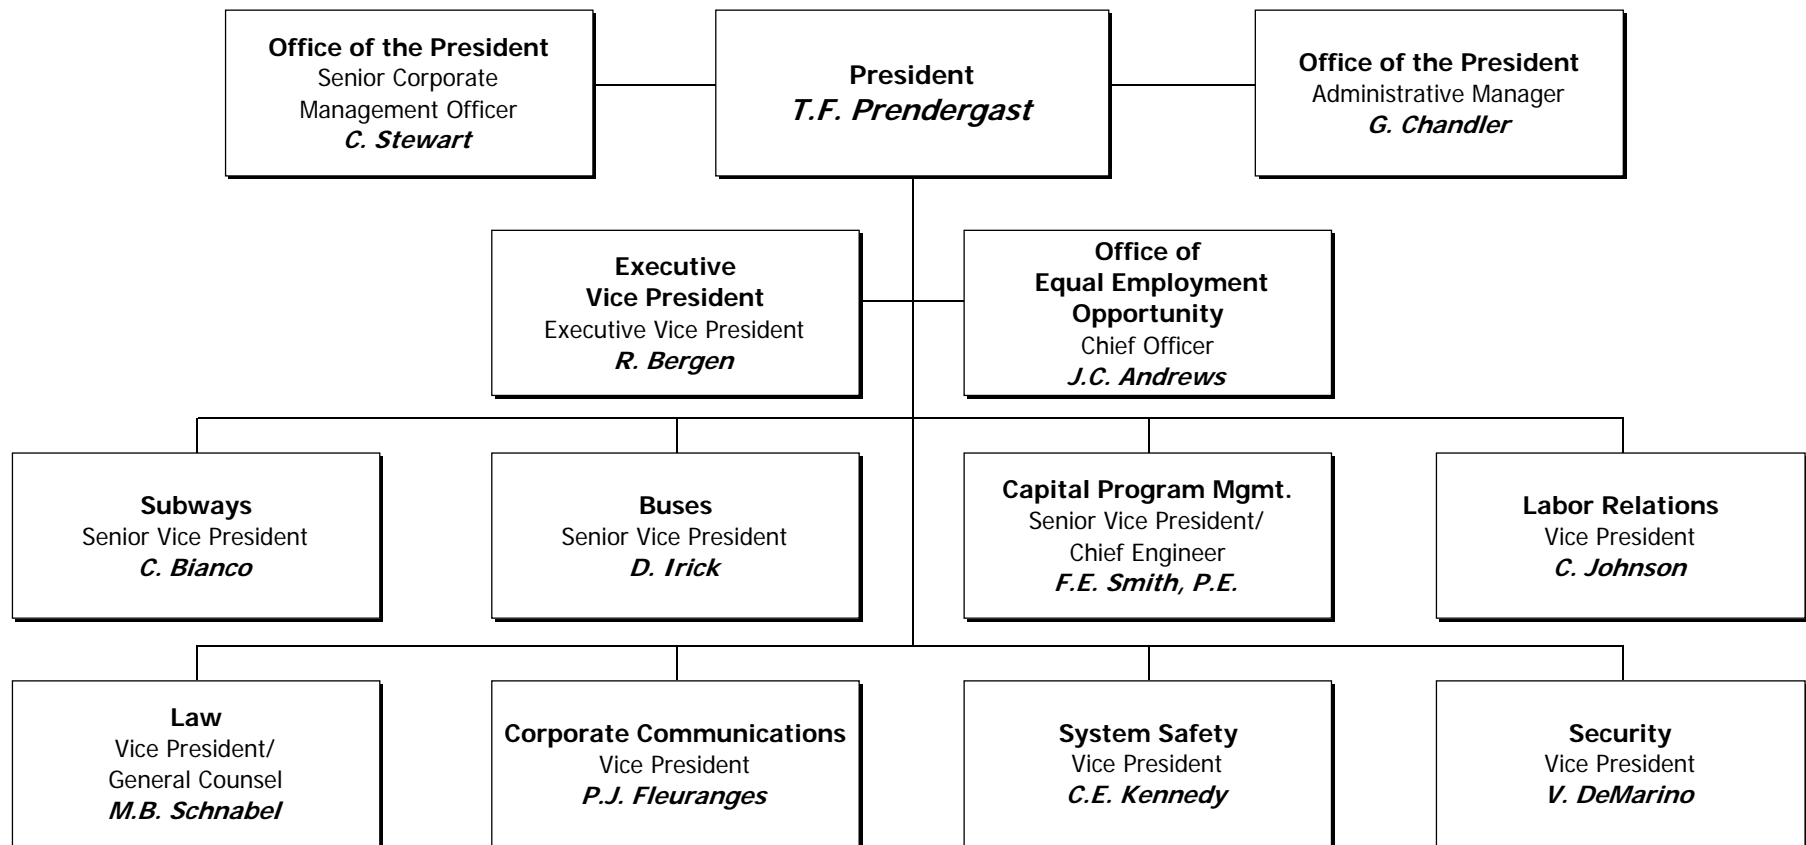 Office of the President
Senior Corporate
Management Officer
C. Stewart
President
T.F. Prendergast
Office of the President
Administrative Manager
G. Chandler
Executive
Vice President
Executive Vice President
R. Bergen
Office of
Equal Employment
Opportunity
Chief Officer
J.C. Andrews
Subways
Senior Vice President
C. Bianco
Buses
Senior Vice President
D. Irick
Capital Program Mgmt.
Senior Vice President/
Chief Engineer
F.E. Smith, P.E.
Labor Relations
Vice President
C. Johnson
Law
Vice President/
General Counsel
M.B. Schnabel
Corporate Communications
Vice President
P.J. Fleuranges
System Safety
Vice President
C.E. Kennedy
Security
Vice President
V. DeMarino